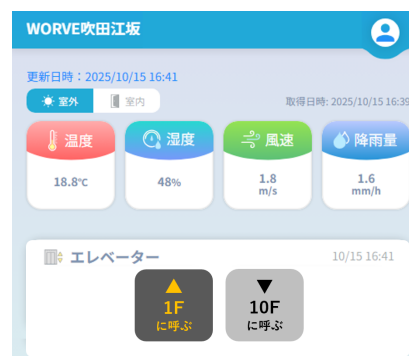 WORVE吹田江坂
更新日時：2025/10/15 16:41
室外 室内
取得日時: 2025/10/15 16:39
温度 湿度 風速 降雨量
18.8℃ 48% 1.8 m/s 1.6 mm/h
エレベーター 10/15 16:41
▲ ▼
1F 10F
に呼ぶ に呼ぶ